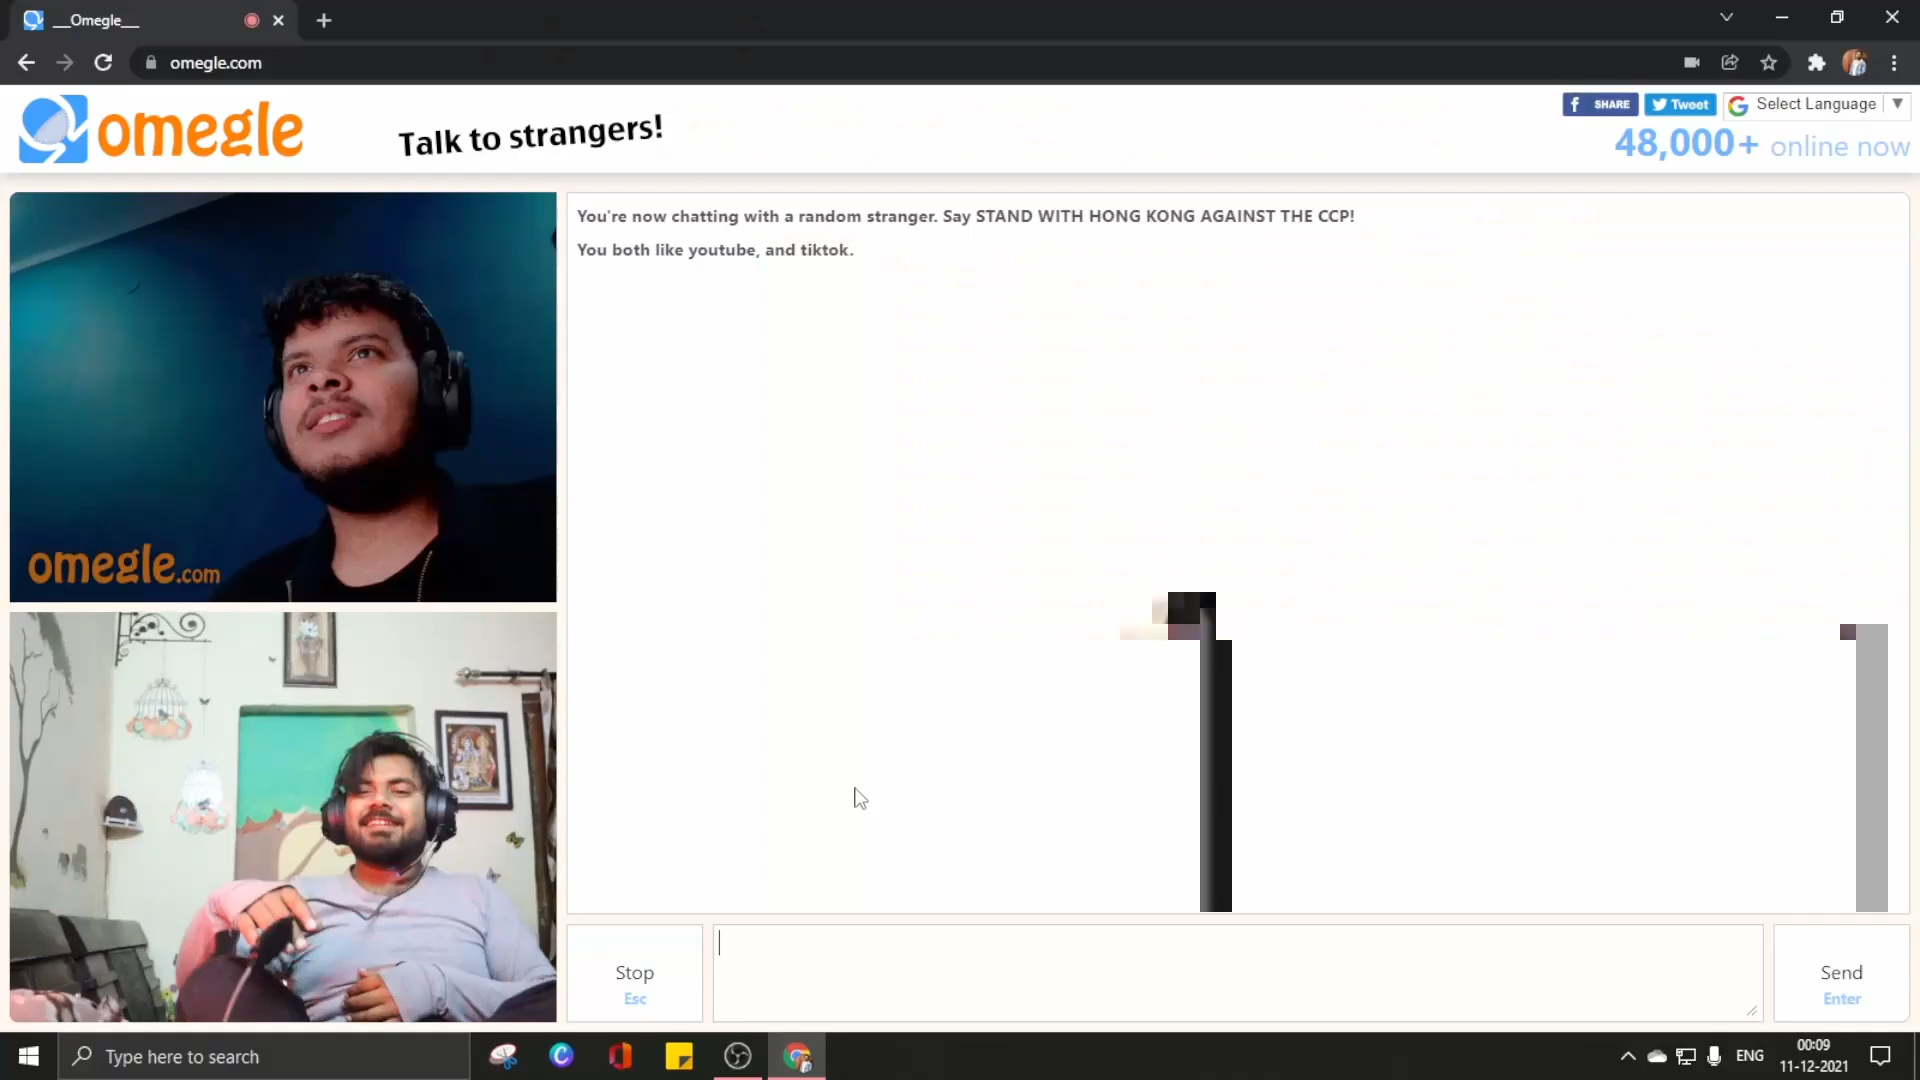 __Omegle__
omegle.com
omegle
Talk to strangers!
f SHARE
Tweet
G Select Language ▼
48,000+ online now
You're now chatting with a random stranger. Say STAND WITH HONG KONG AGAINST THE CCP!
You both like youtube, and tiktok.
omegle.com
Stop
Esc
Send
Enter
Type here to search
ENG
00:09
11-12-2021